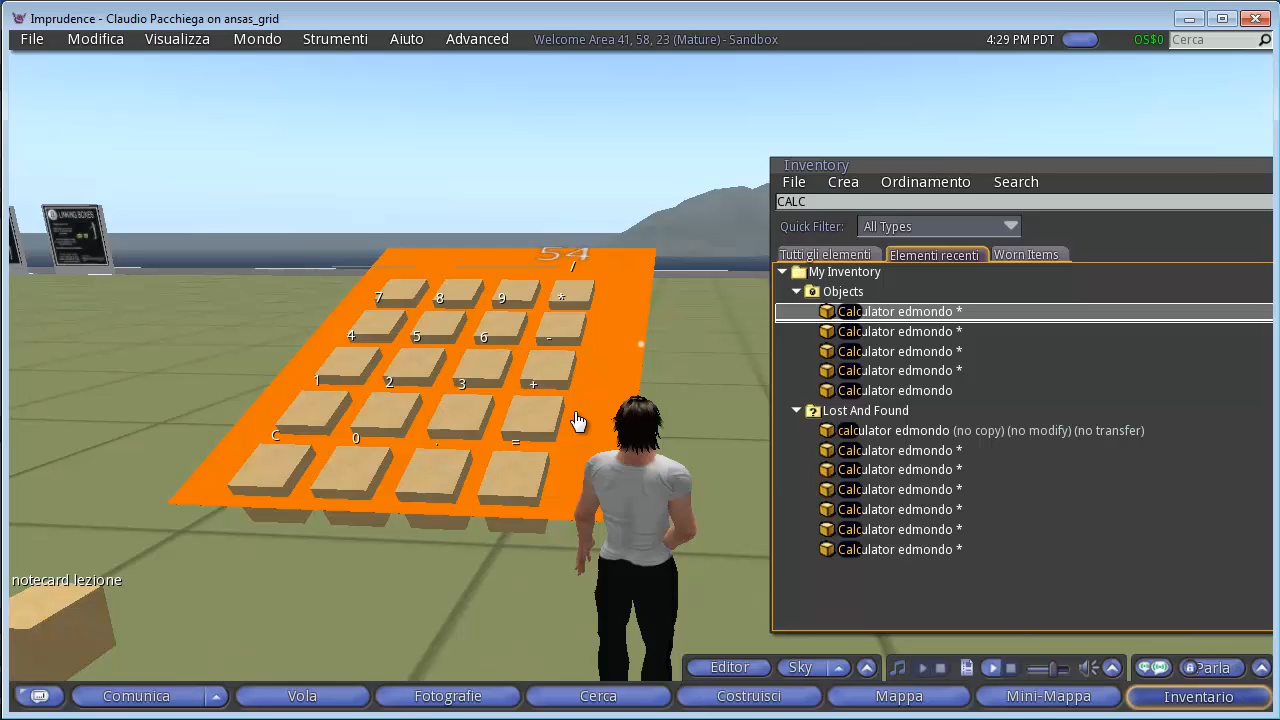 Imprudence - Claudio Pacchiega on ansas_grid
File Modifica Visualizza Mondo Strumenti Aiuto Advanced Welcome Area 41, 58, 23 (Mature) - Sandbox 4:29 PM PDT OS$0 Cerca
Inventory
File Crea Ordinamento Search
CALC
Quick Filter: All Types
Tutti gli elementi Elementi recenti Worn Items
My Inventory
Objects
Calculator edmondo *
Calculator edmondo *
Calculator edmondo *
Calculator edmondo *
Calculator edmondo
Lost And Found
calculator edmondo (no copy) (no modify) (no transfer)
Calculator edmondo *
Calculator edmondo *
Calculator edmondo *
Calculator edmondo *
Calculator edmondo *
Calculator edmondo *
LINKING BOXES
54
/
7 8 9 *
4 5 6 -
1 2 3 +
C 0 . =
notecard lezione
Editor Sky Parla
Comunica Vola Fotografie Cerca Costruisci Mappa Mini-Mappa Inventario